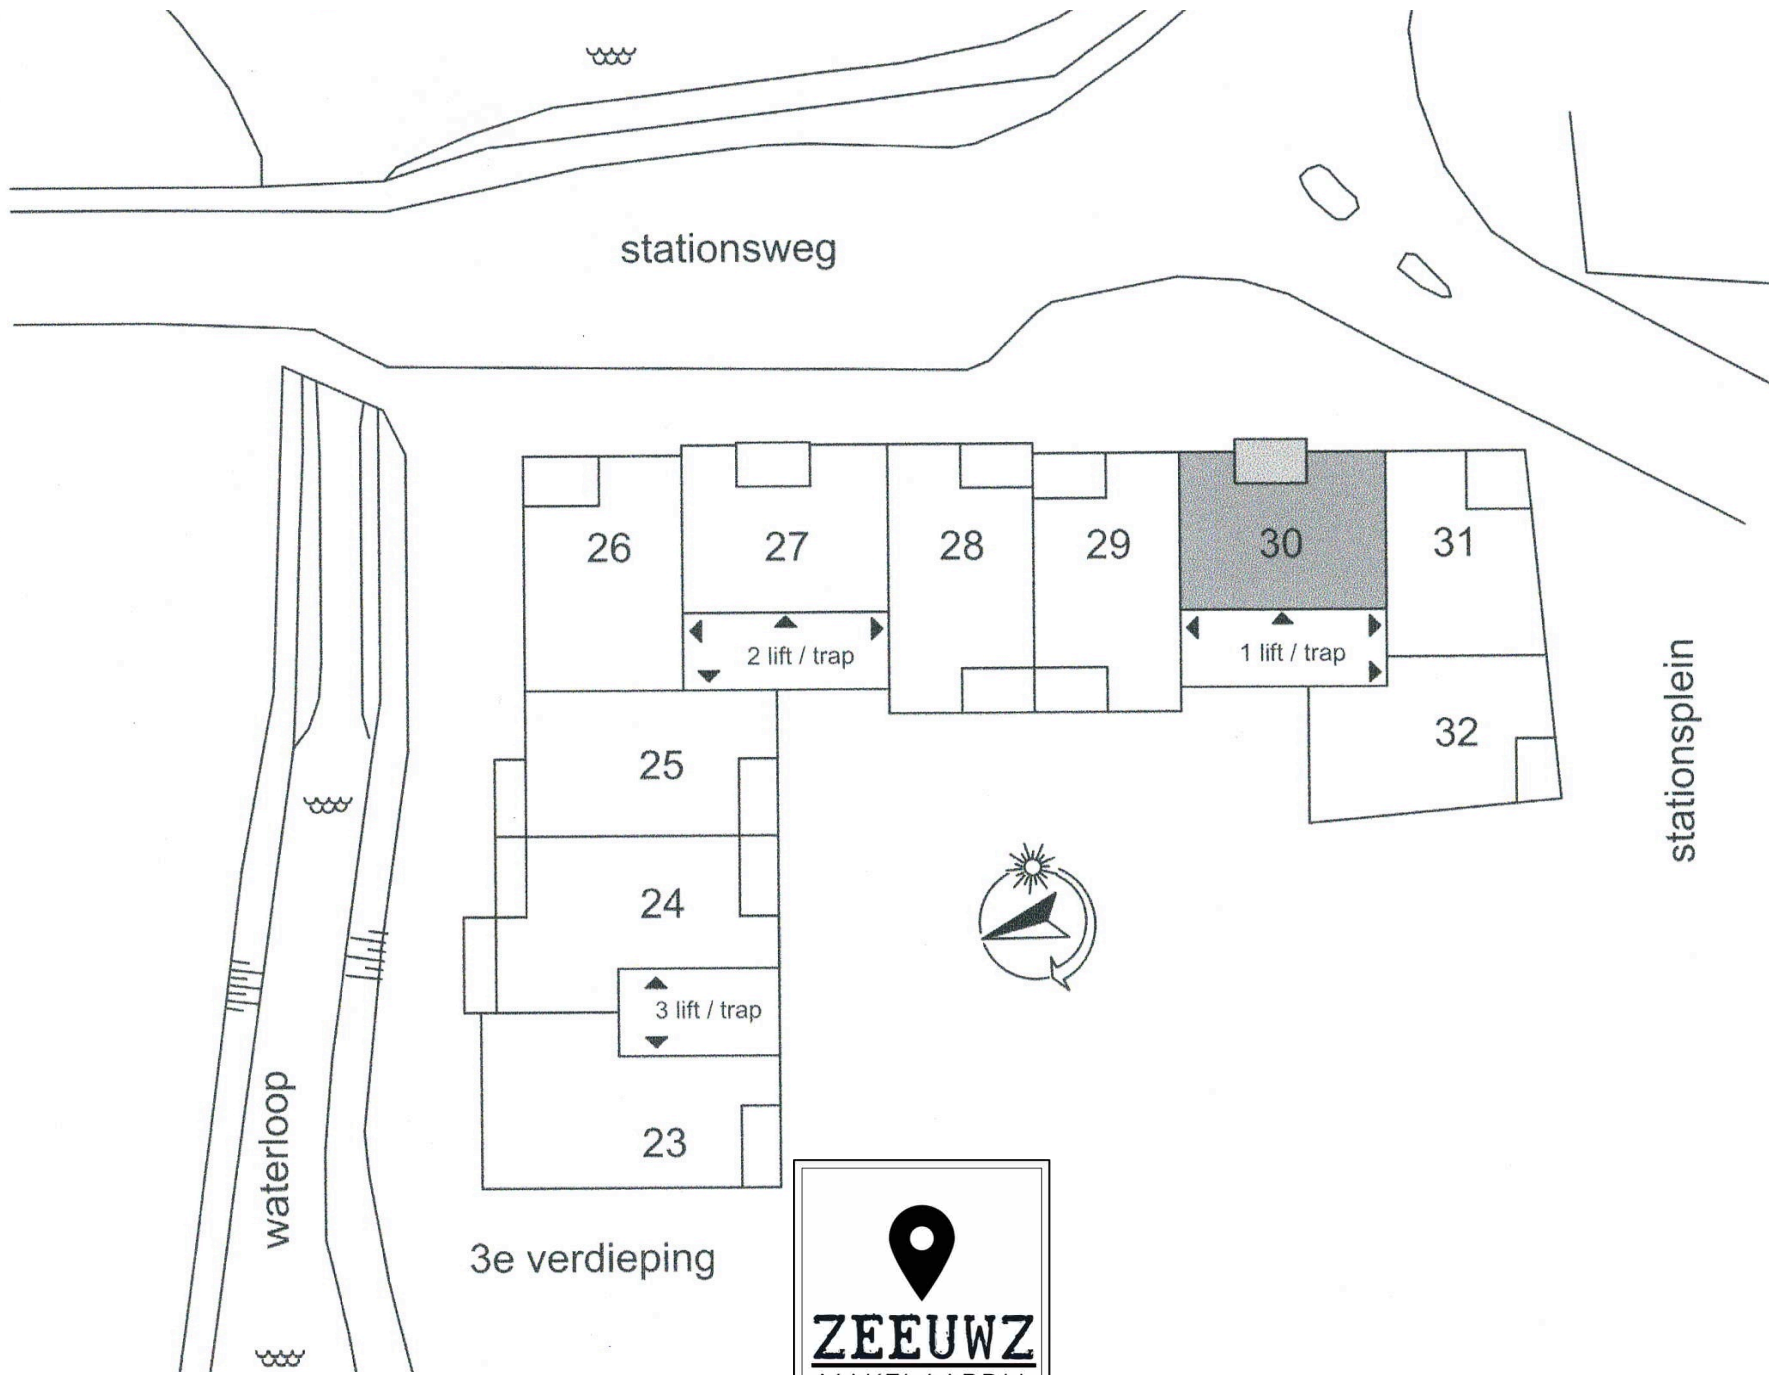 stationsweg
26
27
28
29
30
31
2 lift / trap
1 lift / trap
32
25
stationsplein
24
3 lift / trap
23
waterloop
3e verdieping
ZEEUWZ